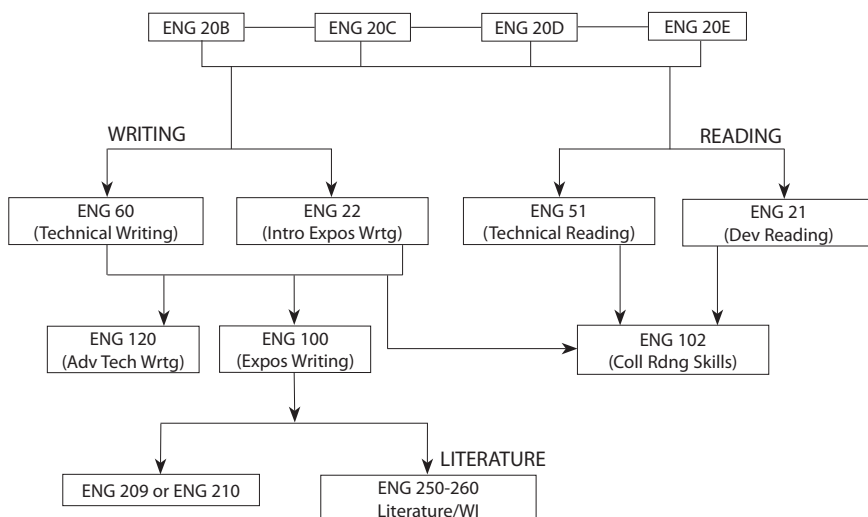 ENG 20B
ENG 20C
ENG 20D
ENG 20E
WRITING
READING
ENG 60
(Technical Writing)
ENG 22
(Intro Expos Wrtg)
ENG 51
(Technical Reading)
ENG 21
(Dev Reading)
ENG 120
(Adv Tech Wrtg)
ENG 100
(Expos Writing)
ENG 102
(Coll Rdng Skills)
LITERATURE
ENG 209 or ENG 210
ENG 250-260
Literature/WI